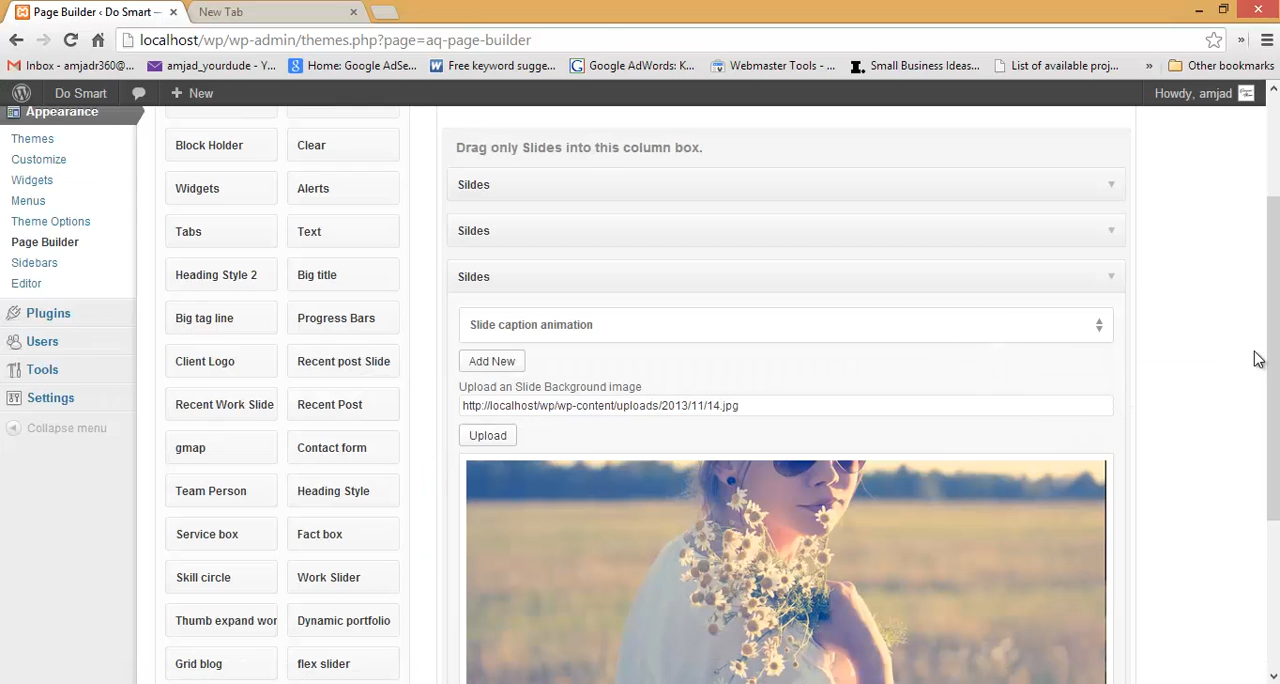 Page Builder ‹ Do Smart —
New Tab
localhost/wp/wp-admin/themes.php?page=aq-page-builder
Inbox - amjadr360@...
amjad_yourdude - Y...
Home: Google AdSe...
Free keyword sugge...
Google AdWords: K...
Webmaster Tools - ...
Small Business Ideas...
List of available proj...
»
Other bookmarks
Do Smart
+ New
Howdy, amjad
Appearance
Themes
Customize
Widgets
Menus
Theme Options
Page Builder
Sidebars
Editor
Plugins
Users
Tools
Settings
Collapse menu
Block Holder
Clear
Widgets
Alerts
Tabs
Text
Heading Style 2
Big title
Big tag line
Progress Bars
Client Logo
Recent post Slide
Recent Work Slide
Recent Post
gmap
Contact form
Team Person
Heading Style
Service box
Fact box
Skill circle
Work Slider
Thumb expand wor
Dynamic portfolio
Grid blog
flex slider
Drag only Slides into this column box.
Sildes
Sildes
Sildes
Slide caption animation
Add New
Upload an Slide Background image
http://localhost/wp/wp-content/uploads/2013/11/14.jpg
Upload